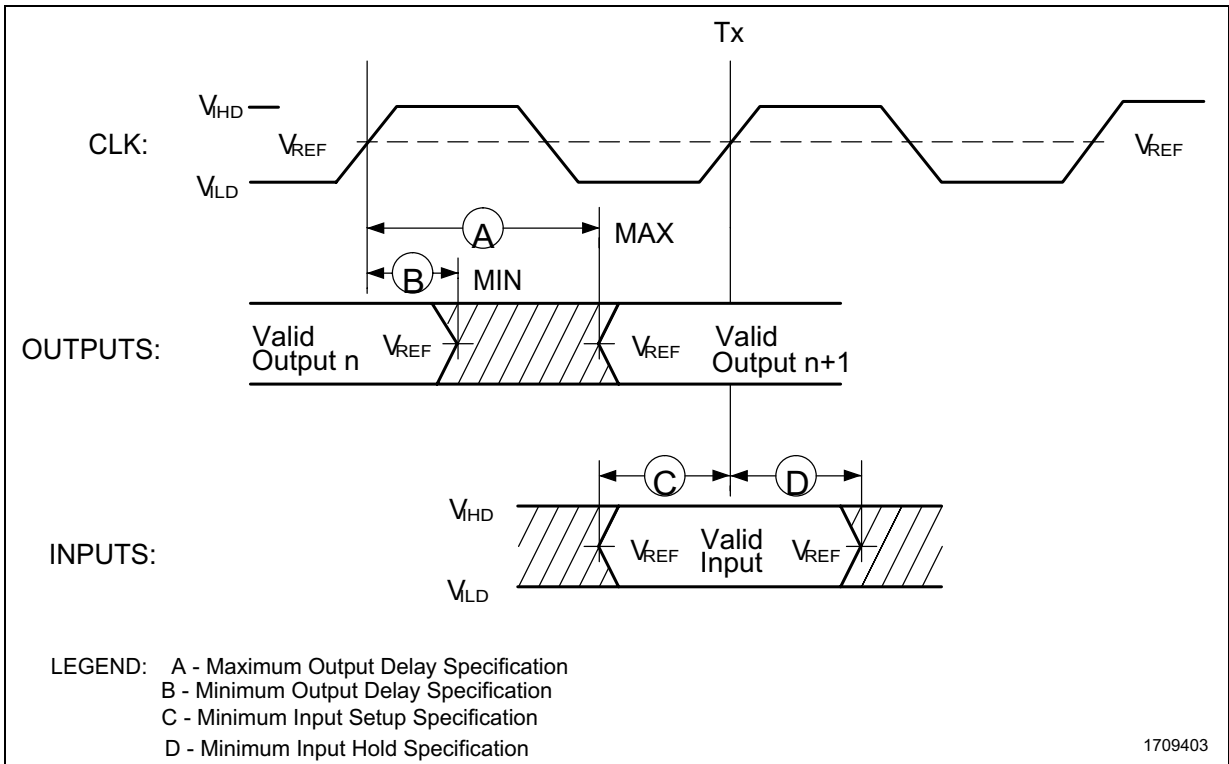 Tx
VIHD
CLK: VREF VREF
VILD
A MAX
B MIN
OUTPUTS: Valid Output n VREF VREF Valid Output n+1
C D
VIHD
INPUTS: VREF Valid Input VREF
VILD
LEGEND: A - Maximum Output Delay Specification
B - Minimum Output Delay Specification
C - Minimum Input Setup Specification
D - Minimum Input Hold Specification
1709403